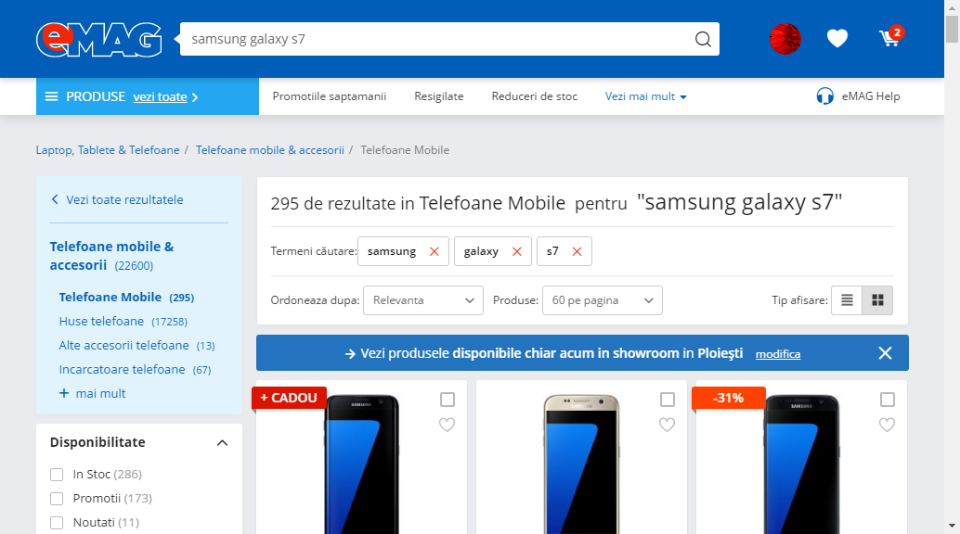 eMAG
samsung galaxy s7
2
PRODUSE vezi toate
Promotiile saptamanii
Resigilate
Reduceri de stoc
Vezi mai mult
eMAG Help
Laptop, Tablete & Telefoane / Telefoane mobile & accesorii / Telefoane Mobile
Vezi toate rezultatele
Telefoane mobile &
accesorii (22600)
Telefoane Mobile (295)
Huse telefoane (17258)
Alte accesorii telefoane (13)
Incarcatoare telefoane (67)
+ mai mult
Disponibilitate
In Stoc (286)
Promotii (173)
Noutati (11)
295 de rezultate in Telefoane Mobile pentru "samsung galaxy s7"
Termeni căutare: samsung galaxy s7
Ordoneaza dupa: Relevanta Produse: 60 pe pagina Tip afisare:
Vezi produsele disponibile chiar acum in showroom in Ploiești modifica
+ CADOU
SAMSUNG
SAMSUNG
-31%
SAMSUNG